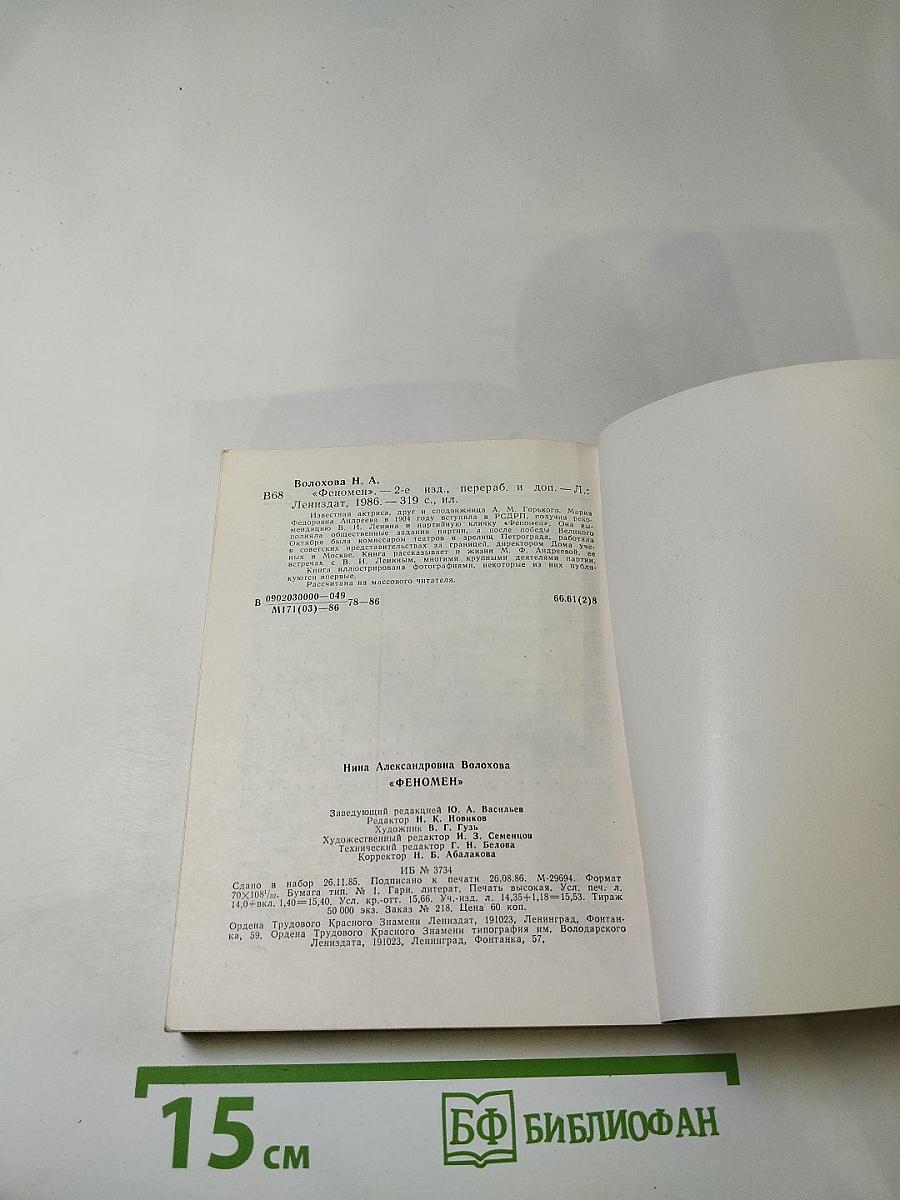 Волохова Н. А.
В68 «Феномен». — 2-е изд., перераб. и доп. — Л.:
Лениздат, 1986. — 319 с., ил.
Известная актриса, друг и сподвижница А. М. Горького, Мария
Федоровна Андреева в 1904 году вступила в РСДРП, получив реко-
мендацию В. И. Ленина и партийную кличку «Феномен». Она вы-
полняла общественные задания партии, а после победы Великого
Октября была комиссаром театров и зрелищ Петрограда, работала
в советских представительствах за границей, директором Дома уче-
ных в Москве. Книга рассказывает о жизни М. Ф. Андреевой, ее
встречах с В. И. Лениным, многими крупными деятелями партии,
Книга иллюстрирована фотографиями, некоторые из них публи-
куются впервые.
Рассчитана на массового читателя.
В 0902030000—049 78—86 66.61(2)8
М171(03)—86
Нина Александровна Волохова
«ФЕНОМЕН»
Заведующий редакцией Ю. А. Васильев
Редактор Н. К. Новиков
Художник В. Г. Гузь
Художественный редактор И. З. Семенцов
Технический редактор Г. Н. Белова
Корректор Н. Б. Абалакова
ИБ № 3734
Сдано в набор 26.11.85. Подписано к печати 26.08.86. М-29694. Формат
70×108¹/₃₂. Бумага тип. № 1. Гарн. литерат. Печать высокая. Усл. печ. л.
14,0+вкл. 1,40=15,40. Усл. кр.-отт. 15,66. Уч.-изд. л. 14,35+1,18=15,53. Тираж
50 000 экз. Заказ № 218. Цена 60 коп.
Ордена Трудового Красного Знамени Лениздат, 191023, Ленинград, Фонтан-
ка, 59. Ордена Трудового Красного Знамени типография им. Володарского
Лениздата, 191023, Ленинград, Фонтанка, 57.
15 см
БФ БИБЛИОФАН